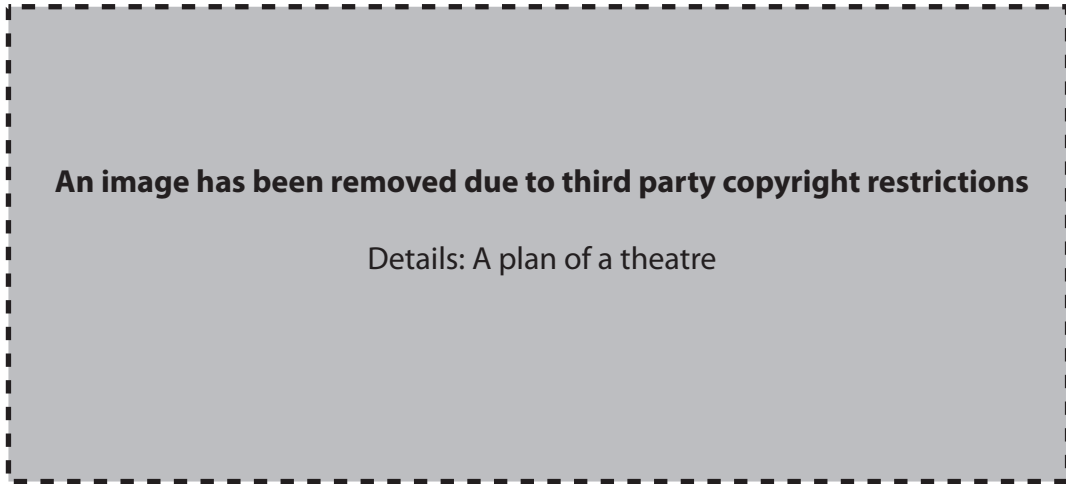 An image has been removed due to third party copyright restrictions
Details: A plan of a theatre